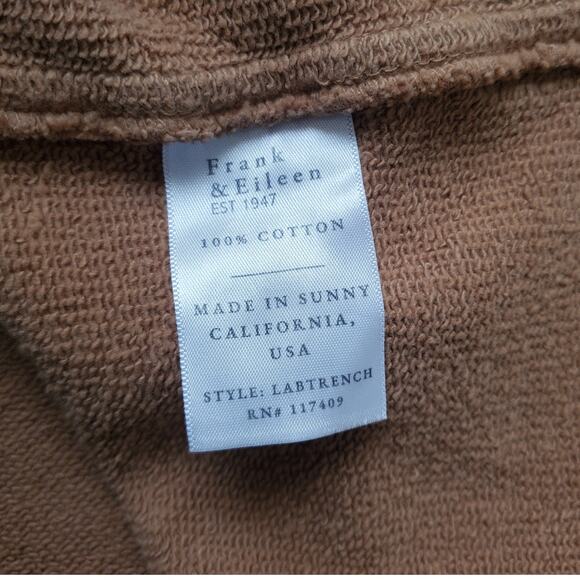 Frank
& Eileen
EST 1947
100% COTTON
MADE IN SUNNY
CALIFORNIA,
USA
STYLE: LABTRENCH
RN# 117409